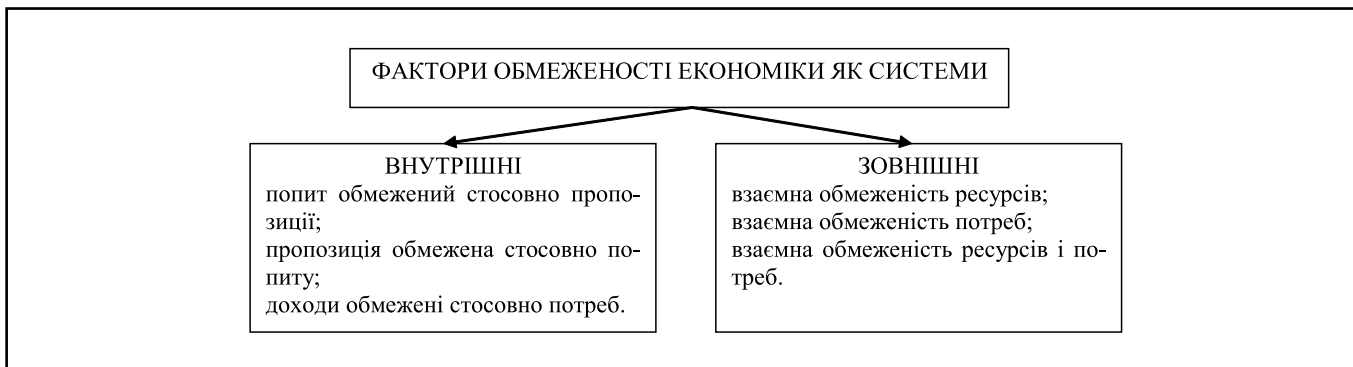 ФАКТОРИ ОБМЕЖЕНОСТІ ЕКОНОМІКИ ЯК СИСТЕМИ
ВНУТРІШНІ
попит обмежений стосовно пропо-
зиції;
пропозиція обмежена стосовно по-
питу;
доходи обмежені стосовно потреб.
ЗОВНІШНІ
взаємна обмеженість ресурсів;
взаємна обмеженість потреб;
взаємна обмеженість ресурсів і по-
треб.